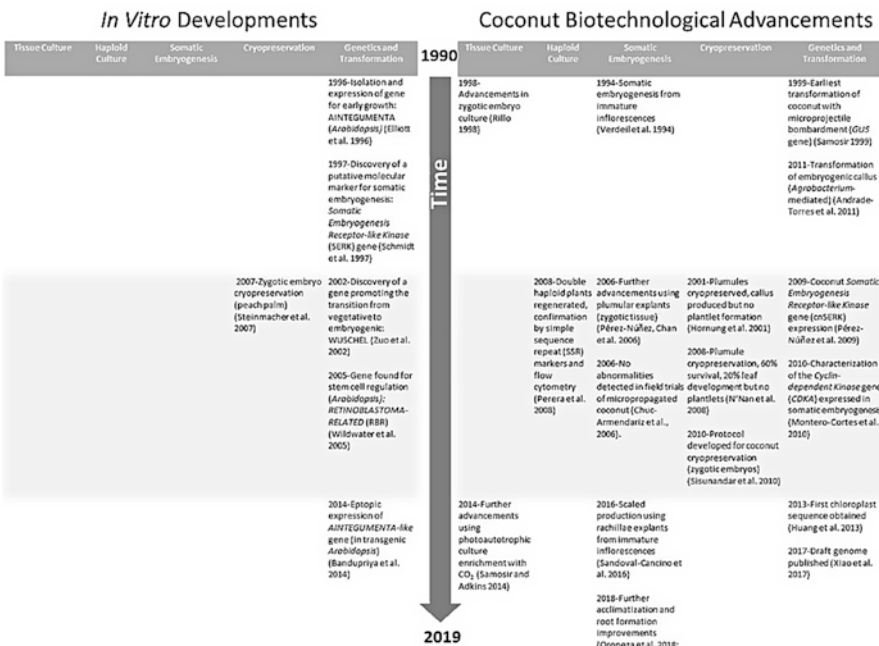 In Vitro Developments
Coconut Biotechnological Advancements
Tissue Culture
Haploid
Culture
Somatic
Embryogenesis
Cryopreservation
Genetics and
Transformation
1990
Tissue Culture
Haploid
Culture
Somatic
Embryogenesis
Cryopreservation
Genetics and
Transformation
1996-Isolation and
expression of gene
for early growth:
AINTEGUMENTA
(Arabidopsis) (Elliott
et al. 1996)
1997-Discovery of a
putative molecular
marker for somatic
embryogenesis:
Somatic
Embryogenesis
Receptor-like Kinase
(SERK) gene (Schmidt
et al. 1997)
2007-Zygotic embryo
cryopreservation
(peach palm)
(Steinmacher et al.
2007)
2002-Discovery of a
gene promoting the
transition from
vegetative to
embryogenic:
WUSCHEL (Zuo et al.
2002)
2005-Gene found for
stem cell regulation
(Arabidopsis):
RETINOBLASTOMA-
RELATED (RBR)
(Wildwater et al.
2005)
2014-Eptopic
expression of
AINTEGUMENTA-like
gene (in transgenic
Arabidopsis)
(Bandupriya et al.
2014)
Time
1998-
Advancements in
zygotic embryo
culture (Rillo
1998)
1994-Somatic
embryogenesis from
immature
inflorescences
(Verdeil et al. 1994)
1999-Earliest
transformation of
coconut with
microprojectile
bombardment (GUS
gene) (Samosir 1999)
2011-Transformation
of embryogenic callus
(Agrobacterium-
mediated) (Andrade-
Torres et al. 2011)
2008-Double
haploid plants
regenerated,
confirmation
by simple
sequence
repeat (SSR)
markers and
flow
cytometry
(Perera et al.
2008)
2006-Further
advancements using
plumular explants
(zygotic tissue)
(Pérez-Núñez, Chan
et al. 2006)
2006-No
abnormalities
detected in field trials
of micropropagated
coconut (Chuc-
Armendariz et al.,
2006).
2001-Plumules
cryopreserved, callus
produced but no
plantlet formation
(Hornung et al. 2001)
2008-Plumule
cryopreservation, 60%
survival, 20% leaf
development but no
plantlets (N'Nan et al.
2008)
2010-Protocol
developed for coconut
cryopreservation
(zygotic embryos)
(Sisunandar et al. 2010)
2009-Coconut Somatic
Embryogenesis
Receptor-like Kinase
gene (cnSERK)
expression (Pérez-
Núñez et al. 2009)
2010-Characterization
of the Cyclin-
dependent Kinase gene
(CDKA) expressed in
somatic embryogenesis
(Montero-Cortes et al.
2010)
2014-Further
advancements
using
photoautotrophic
culture
enrichment with
CO₂ (Samosir and
Adkins 2014)
2016-Scaled
production using
rachillae explants
from immature
inflorescences
(Sandoval-Cancino et
al. 2016)
2018-Further
acclimatization and
root formation
improvements
(Oropeza et al. 2018;
2013-First chloroplast
sequence obtained
(Huang et al. 2013)
2017-Draft genome
published (Xiao et al.
2017)
2019